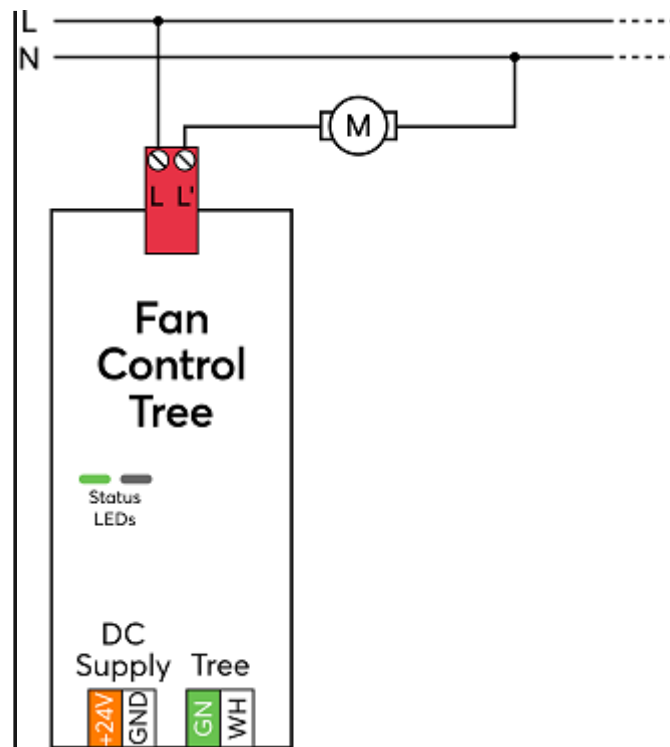 L
N
M
L L'
Fan
Control
Tree
Status
LEDs
DC
Supply Tree
+24V GND GN WH